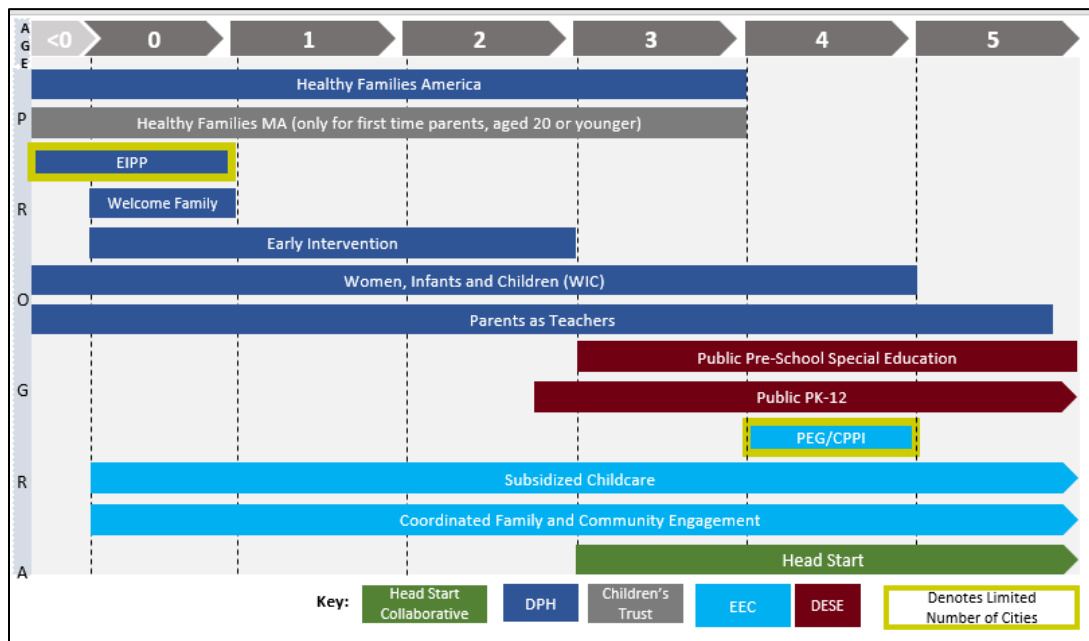 A
G
E
<0
0
1
2
3
4
5
P
R
O
G
R
A
Healthy Families America
Healthy Families MA (only for first time parents, aged 20 or younger)
EIPP
Welcome Family
Early Intervention
Women, Infants and Children (WIC)
Parents as Teachers
Public Pre-School Special Education
Public PK-12
PEG/CPPI
Subsidized Childcare
Coordinated Family and Community Engagement
Head Start
Key:
Head Start
Collaborative
DPH
Children's
Trust
EEC
DESE
Denotes Limited
Number of Cities